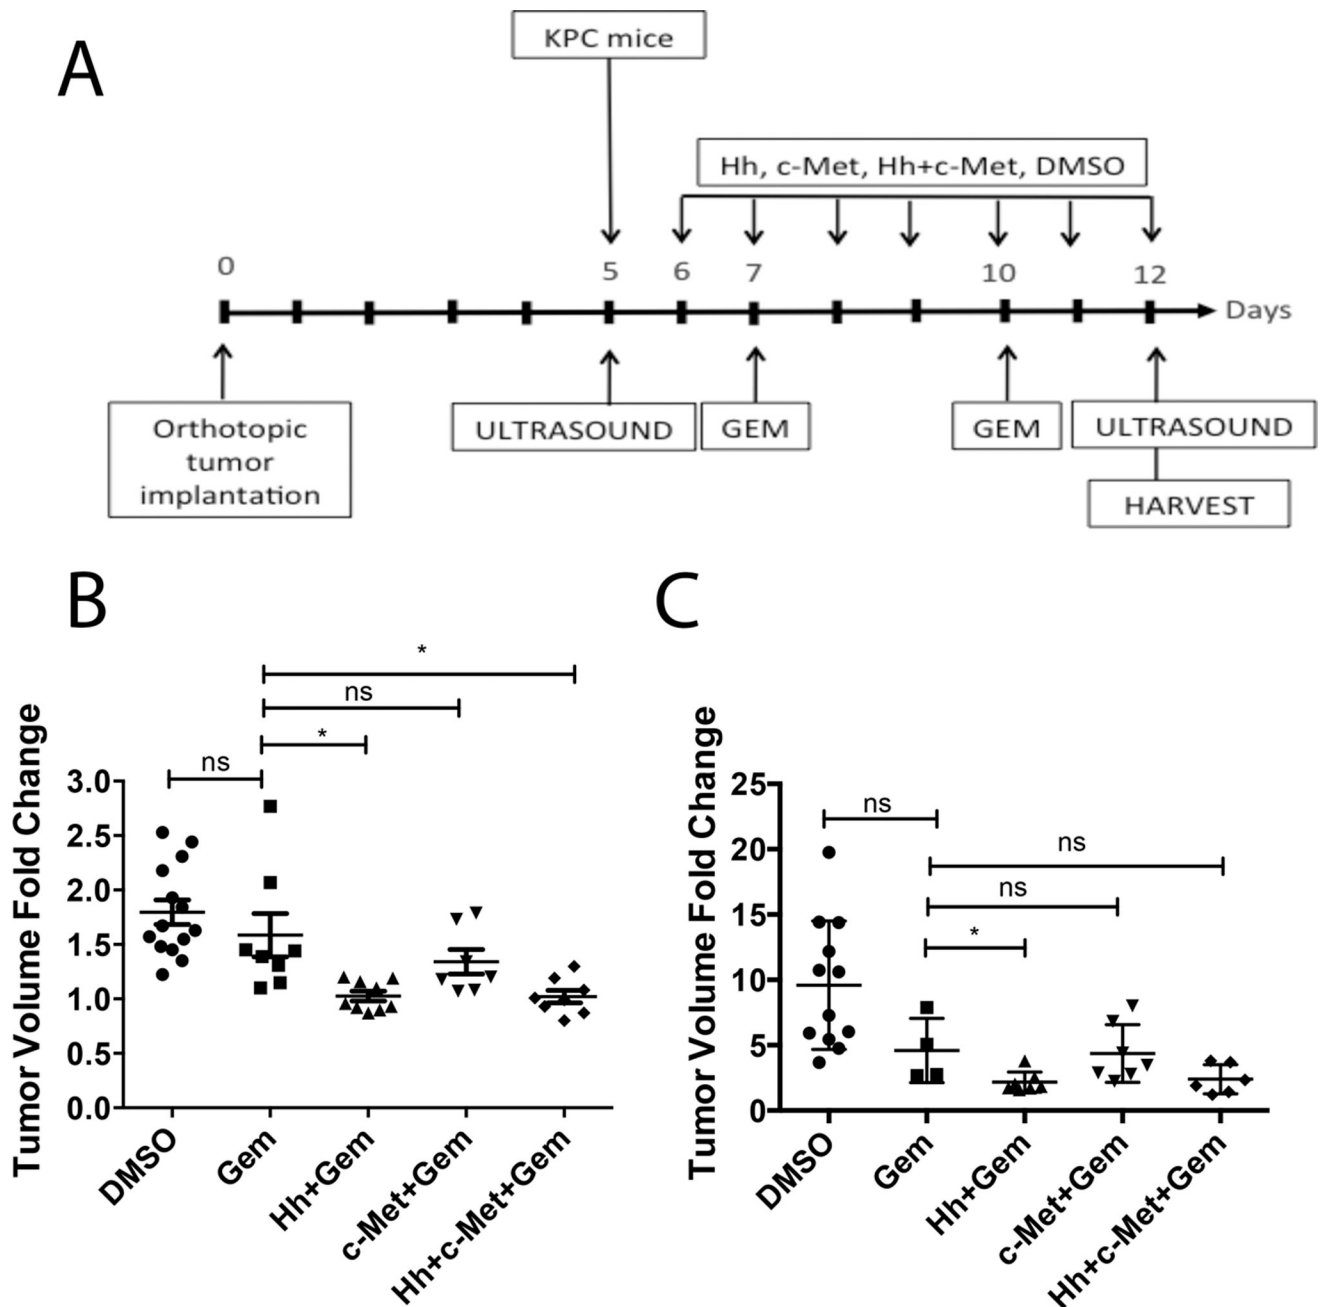 A
KPC mice
Hh, c-Met, Hh+c-Met, DMSO
0
5
6
7
10
12
Days
Orthotopic
tumor
implantation
ULTRASOUND
GEM
GEM
ULTRASOUND
HARVEST
B
*
ns
*
ns
Tumor Volume Fold Change
3.0
2.5
2.0
1.5
1.0
0.5
0.0
DMSO
Gem
Hh+Gem
c-Met+Gem
Hh+c-Met+Gem
C
ns
ns
ns
*
Tumor Volume Fold Change
25
20
15
10
5
0
DMSO
Gem
Hh+Gem
c-Met+Gem
Hh+c-Met+Gem